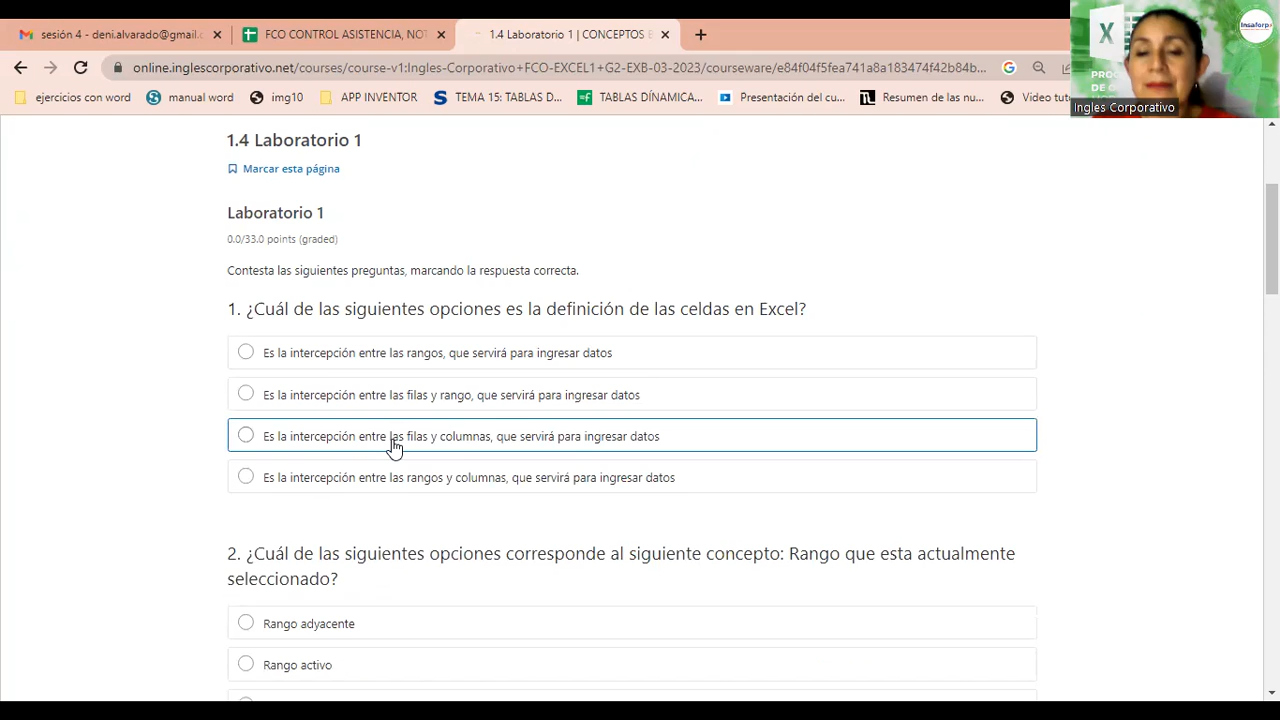 sesión 4 - deni.alvarado@gmail.c
FCO CONTROL ASISTENCIA, NOT
1.4 Laboratorio 1 | CONCEPTOS B
online.inglescorporativo.net/courses/course-v1:Ingles-Corporativo+FCO-EXCEL1+G2-EXB-03-2023/courseware/e84f04f5fea741a8a183474f42b84b...
ejercicios con word
manual word
img10
APP INVENT
TEMA 15: TABLAS D...
TABLAS DÍNAMICA...
Presentación del cu...
Resumen de las nu...
Video tut
X
PRO
DE C
Insaforp
Ingles Corporativo
1.4 Laboratorio 1
Marcar esta página
Laboratorio 1
0.0/33.0 points (graded)
Contesta las siguientes preguntas, marcando la respuesta correcta.
1. ¿Cuál de las siguientes opciones es la definición de las celdas en Excel?
Es la intercepción entre las rangos, que servirá para ingresar datos
Es la intercepción entre las filas y rango, que servirá para ingresar datos
Es la intercepción entre las filas y columnas, que servirá para ingresar datos
Es la intercepción entre las rangos y columnas, que servirá para ingresar datos
2. ¿Cuál de las siguientes opciones corresponde al siguiente concepto: Rango que esta actualmente
seleccionado?
Rango adyacente
Rango activo